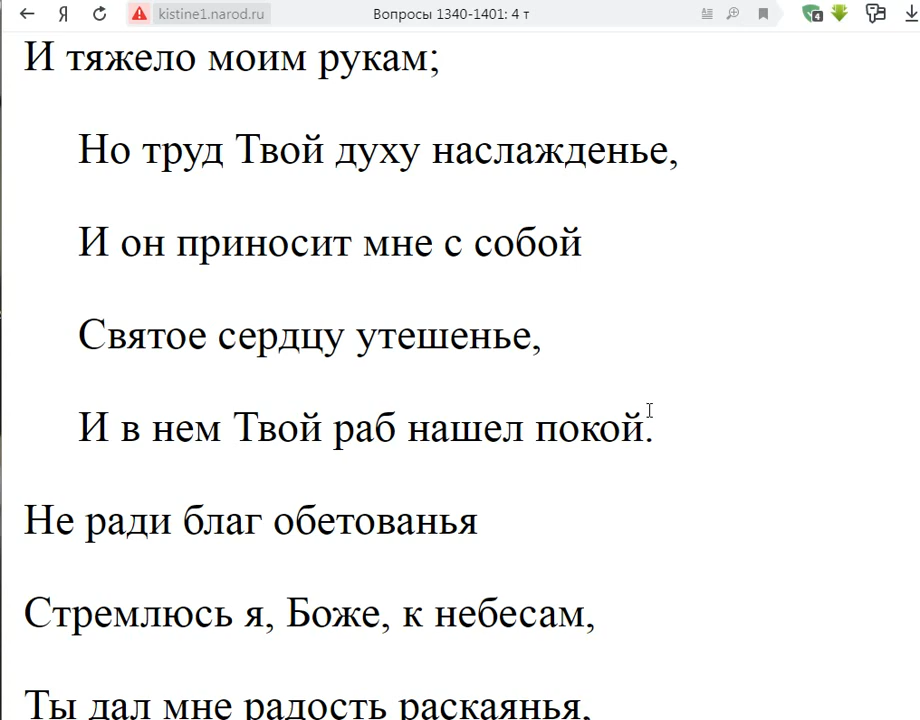 Я
kistine1.narod.ru
Вопросы 1340-1401: 4 т
4
И тяжело моим рукам;
Но труд Твой духу наслажденье,
И он приносит мне с собой
Святое сердцу утешенье,
И в нем Твой раб нашел покой.
Не ради благ обетованья
Стремлюсь я, Боже, к небесам,
Ты дал мне радость раскаянья,